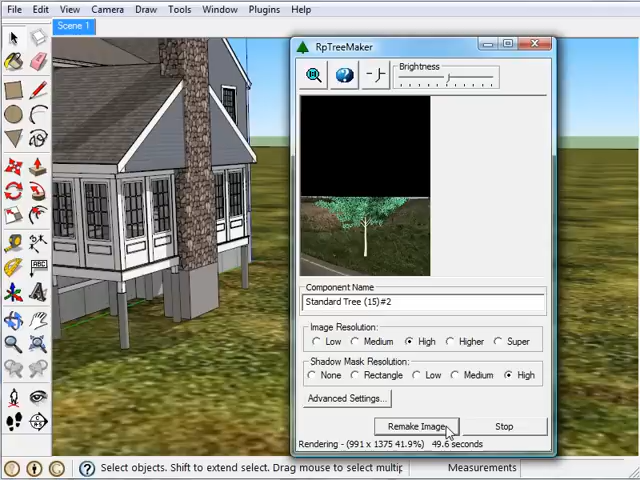 File Edit View Camera Draw Tools Window Plugins Help
Scene 1
RpTreeMaker
Brightness
Component Name
Standard Tree (15)#2
Image Resolution:
Low Medium High Higher Super
Shadow Mask Resolution:
None Rectangle Low Medium High
Advanced Settings...
Remake Image Stop
Rendering - (991 x 1375 41.9%) 49.6 seconds
ABC
Select objects. Shift to extend select. Drag mouse to select multip Measurements